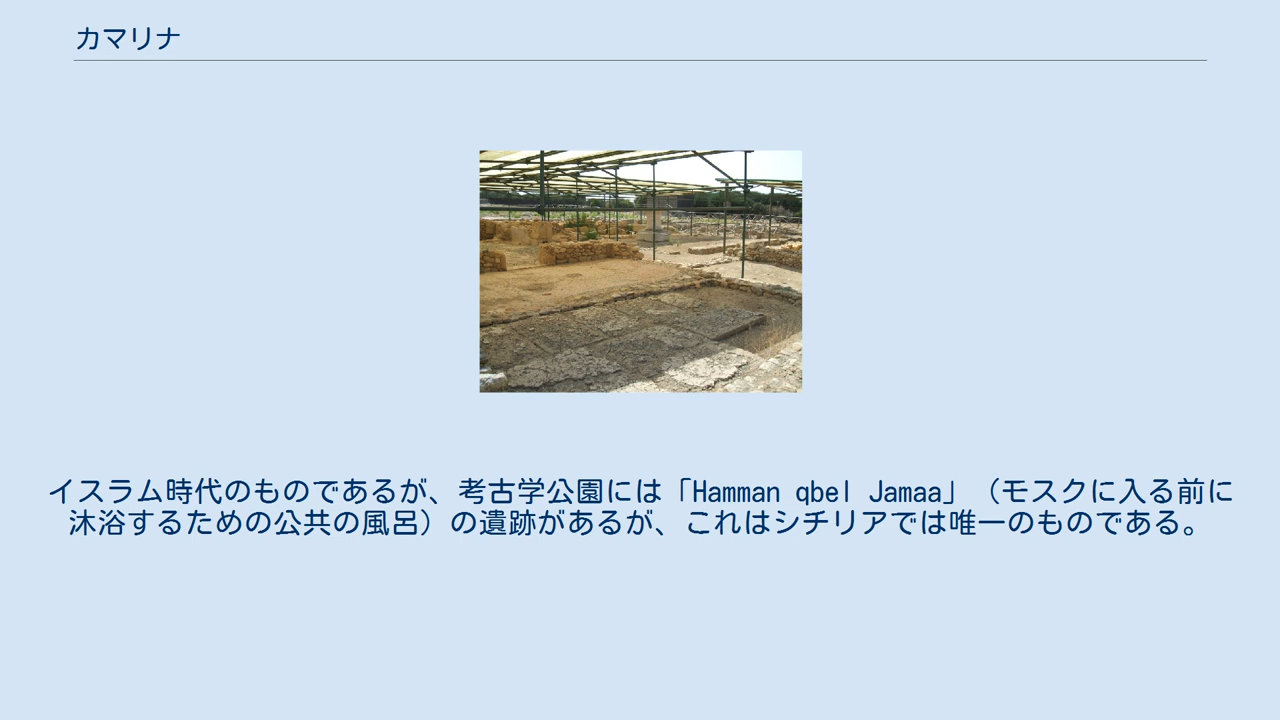 カマリナ
イスラム時代のものであるが、考古学公園には「Hamman qbel Jamaa」（モスクに入る前に
沐浴するための公共の風呂）の遺跡があるが、これはシチリアでは唯一のものである。